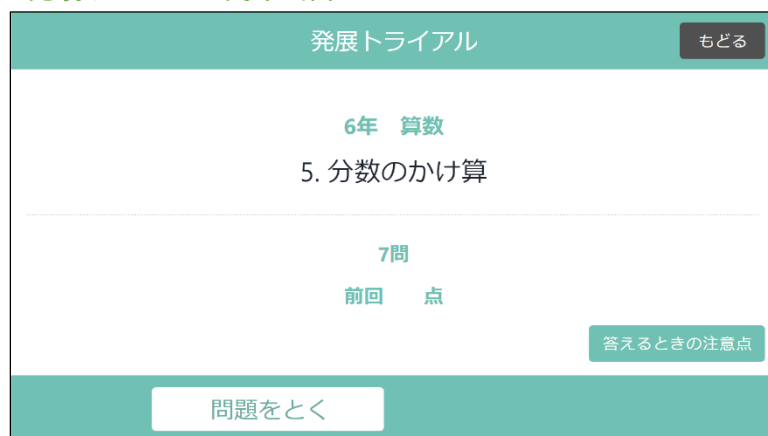 発展トライアル
もどる
6年 算数
5. 分数のかけ算
7問
前回 点
答えるときの注意点
問題をとく